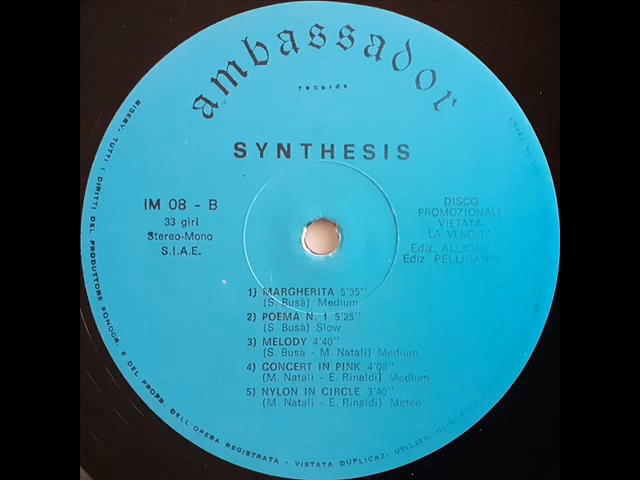 ambassador
records
SYNTHESIS
IM 08 - B
33 giri
Stereo-Mono
S.I.A.E.
DISCO
PROMOZIONALE
VIETATA
LA VENDITA
Ediz. ALLIONE
Ediz. PELLICANO
1) MARGHERITA 5'35''
(S. Busà) Medium
2) POEMA N. 1 5'25''
(S. Busà) Slow
3) MELODY 4'40''
(S. Busà - M. Natali) Medium
4) CONCERT IN PINK 4'08''
(M. Natali - E. Rinaldi) Medium
5) NYLON IN CIRCLE 3'40''
(M. Natali - E. Rinaldi) Meteo
RISERV. TUTTI I DIRITTI DEL PRODUTTORE FONOGR. E DEL PROPR. DELL'OPERA REGISTRATA - VIETATA DUPLICAZ. UTILIZZ. DI QUESTO